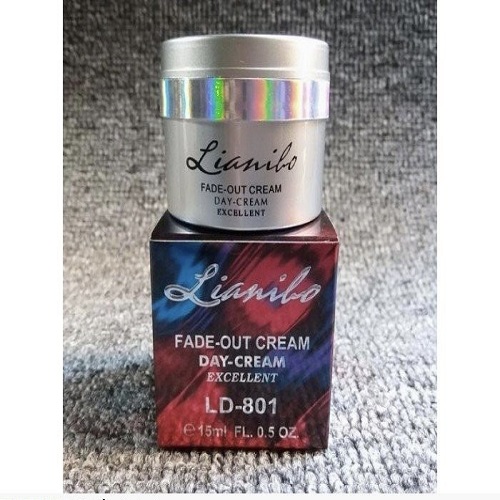 Lianibo
FADE-OUT CREAM
DAY-CREAM
EXCELLENT
Lianibo
FADE-OUT CREAM
DAY-CREAM
EXCELLENT
LD-801
℮15ml FL. 0.5 OZ.